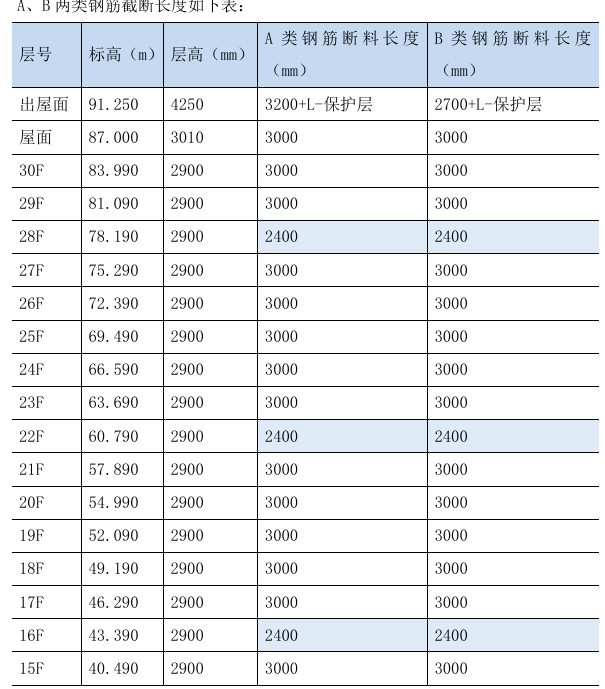 A、B 两类钢筋截断长度如下表：
层号 标高（m） 层高（mm） A 类钢筋断料长度（mm） B 类钢筋断料长度（mm）
出屋面 91.250 4250 3200+L-保护层 2700+L-保护层
屋面 87.000 3010 3000 3000
30F 83.990 2900 3000 3000
29F 81.090 2900 3000 3000
28F 78.190 2900 2400 2400
27F 75.290 2900 3000 3000
26F 72.390 2900 3000 3000
25F 69.490 2900 3000 3000
24F 66.590 2900 3000 3000
23F 63.690 2900 3000 3000
22F 60.790 2900 2400 2400
21F 57.890 2900 3000 3000
20F 54.990 2900 3000 3000
19F 52.090 2900 3000 3000
18F 49.190 2900 3000 3000
17F 46.290 2900 3000 3000
16F 43.390 2900 2400 2400
15F 40.490 2900 3000 3000